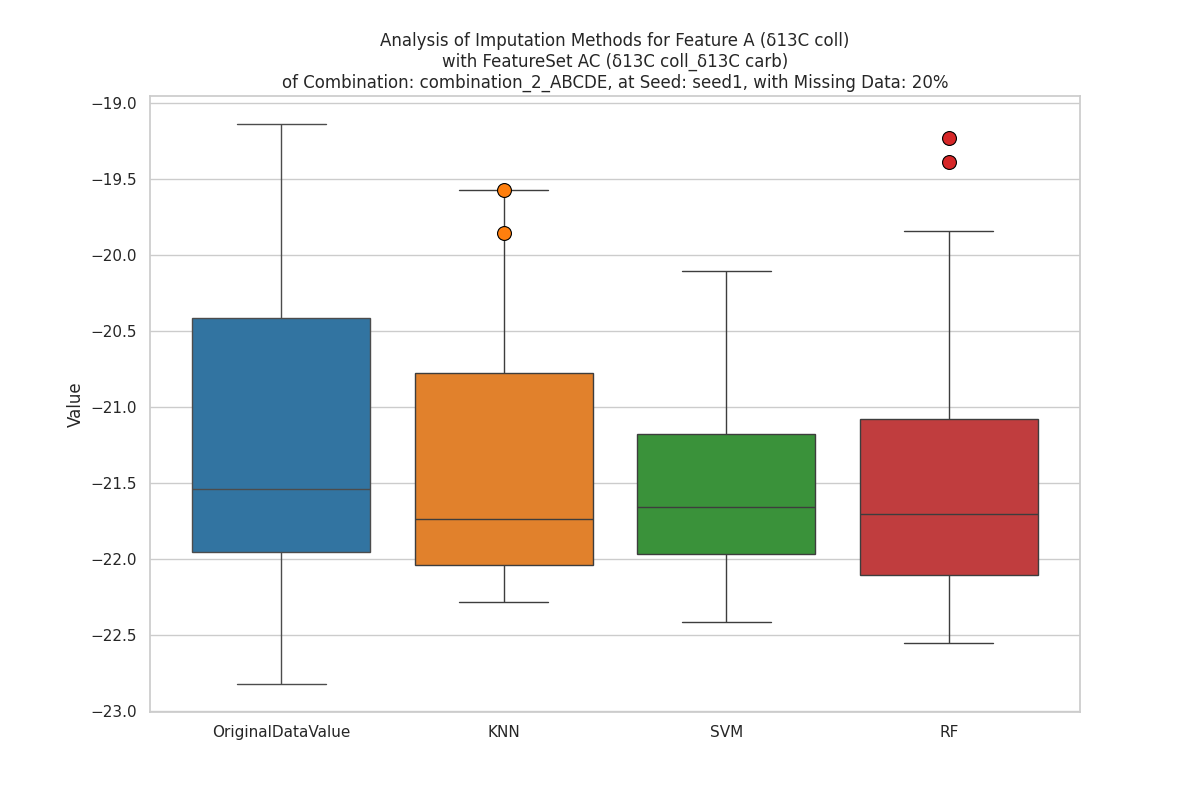 Analysis of Imputation Methods for Feature A (δ13C coll)
with FeatureSet AC (δ13C coll_δ13C carb)
of Combination: combination_2_ABCDE, at Seed: seed1, with Missing Data: 20%
Value
−19.0
−19.5
−20.0
−20.5
−21.0
−21.5
−22.0
−22.5
−23.0
OriginalDataValue
KNN
SVM
RF